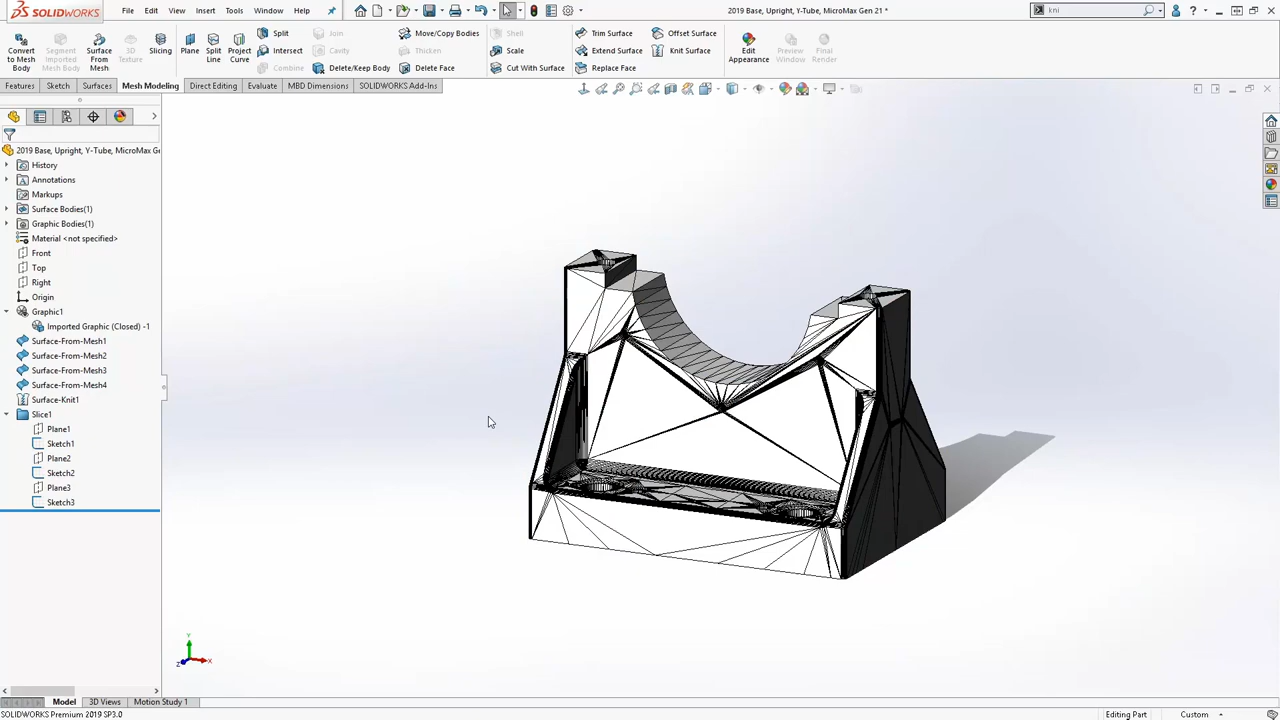 SOLIDWORKS
File
Edit
View
Insert
Tools
Window
Help
2019 Base, Upright, Y-Tube, MicroMax Gen 21 *
kni
Convert to Mesh Body
Segment Imported Mesh Body
Surface From Mesh
3D Texture
Slicing
Plane
Split Line
Project Curve
Split
Intersect
Combine
Join
Cavity
Delete/Keep Body
Move/Copy Bodies
Thicken
Delete Face
Shell
Scale
Cut With Surface
Trim Surface
Extend Surface
Replace Face
Offset Surface
Knit Surface
Edit Appearance
Preview Window
Final Render
Features
Sketch
Surfaces
Mesh Modeling
Direct Editing
Evaluate
MBD Dimensions
SOLIDWORKS Add-Ins
2019 Base, Upright, Y-Tube, MicroMax Ge
History
Annotations
Markups
Surface Bodies(1)
Graphic Bodies(1)
Material <not specified>
Front
Top
Right
Origin
Graphic1
Imported Graphic (Closed) -1
Surface-From-Mesh1
Surface-From-Mesh2
Surface-From-Mesh3
Surface-From-Mesh4
Surface-Knit1
Slice1
Plane1
Sketch1
Plane2
Sketch2
Plane3
Sketch3
Y
X
Z
Model
3D Views
Motion Study 1
SOLIDWORKS Premium 2019 SP3.0
Editing Part
Custom